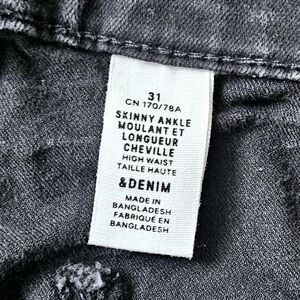 31
CN 170/78A
SKINNY ANKLE
MOULANT ET
LONGUEUR
CHEVILLE
HIGH WAIST
TAILLE HAUTE
&DENIM
MADE IN
BANGLADESH
FABRIQUÉ EN
BANGLADESH